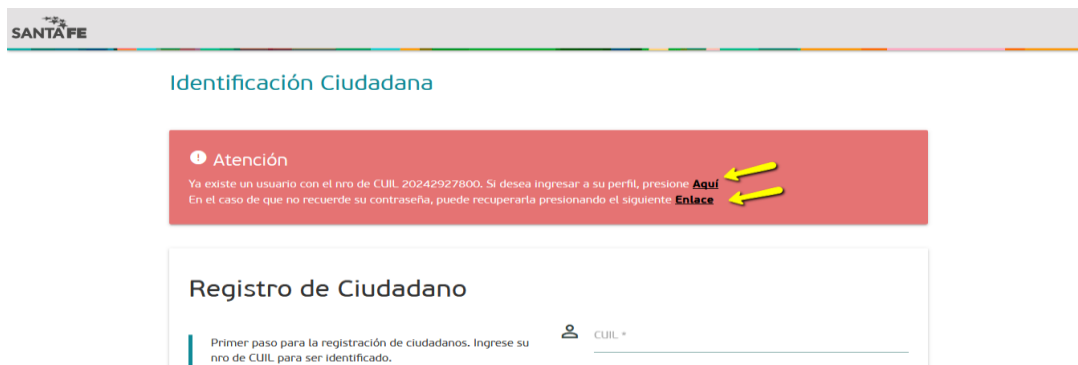 SANTA FE
Identificación Ciudadana
Atención
Ya existe un usuario con el nro de CUIL 20242927800. Si desea ingresar a su perfil, presione Aquí
En el caso de que no recuerde su contraseña, puede recuperarla presionando el siguiente Enlace
Registro de Ciudadano
Primer paso para la registración de ciudadanos. Ingrese su
nro de CUIL para ser identificado.
CUIL *